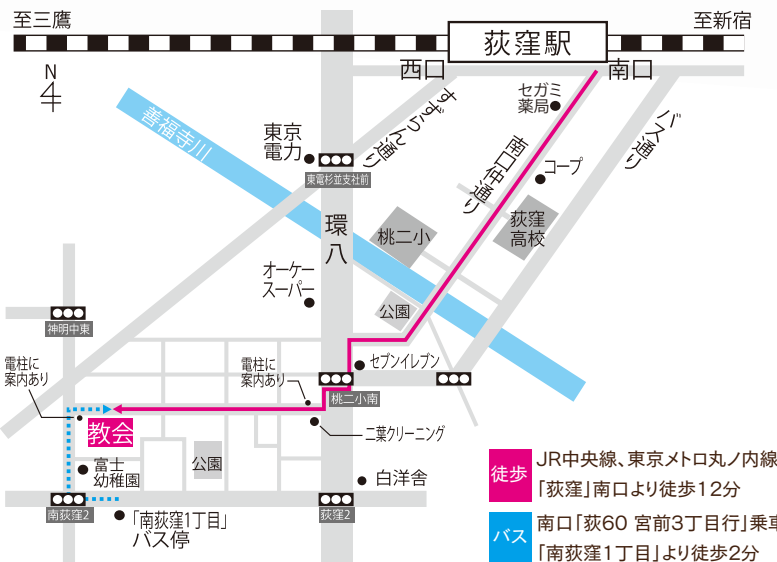 至三鷹
至新宿
荻窪駅
西口
南口
N
セガミ
薬局
すずらん通り
バス通り
善福寺川
東京
電力
東電杉並支社前
南口仲通り
コープ
荻窪
高校
環八
桃二小
オーケー
スーパー
公園
神明中東
電柱に
案内あり
電柱に
案内あり
セブンイレブン
桃二小南
教会
二葉クリーニング
富士
幼稚園
公園
白洋舎
南荻窪2
「南荻窪1丁目」
バス停
荻窪2
徒歩
JR中央線、東京メトロ丸ノ内線
「荻窪」南口より徒歩12分
バス
南口「荻60 宮前3丁目行」乗車
「南荻窪1丁目」より徒歩2分